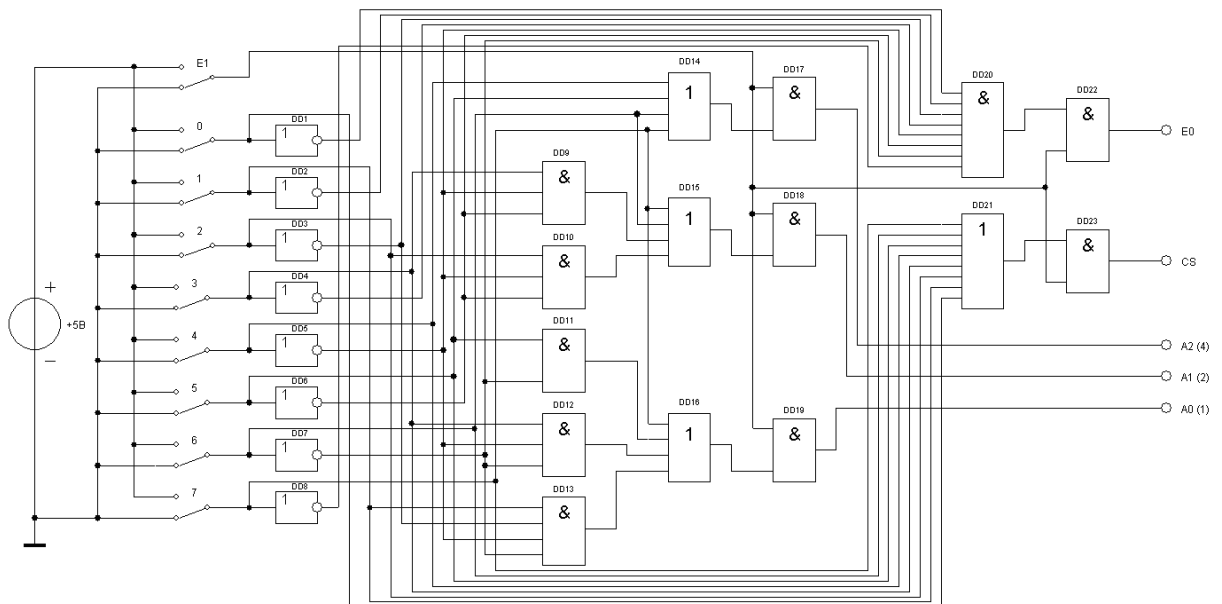 E1
0
1
2
3
4
5
6
7
+
+5В
−
DD1
1
DD2
1
DD3
1
DD4
1
DD5
1
DD6
1
DD7
1
DD8
1
DD9
&
DD10
&
DD11
&
DD12
&
DD13
&
DD14
1
DD15
1
DD16
1
DD17
&
DD18
&
DD19
&
DD20
&
DD21
1
DD22
&
DD23
&
E0
CS
A2 (4)
A1 (2)
A0 (1)